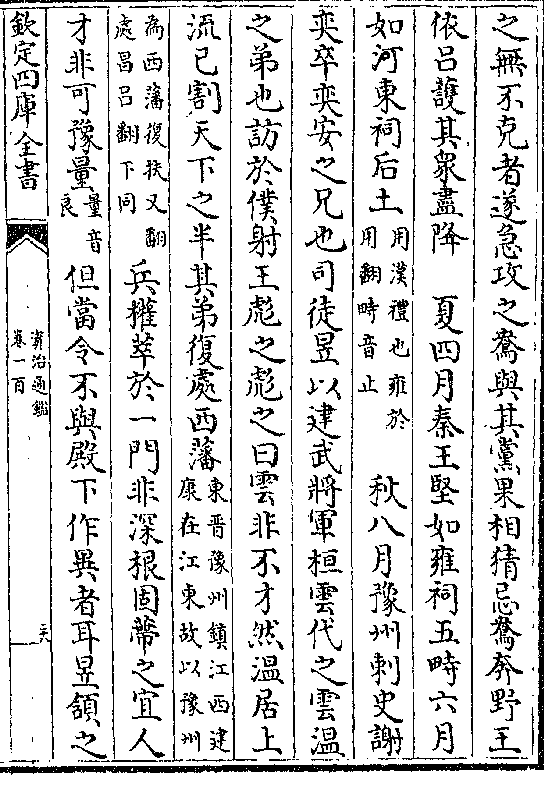 之無不克者遂急攻之鴦與其黨果相猜忌鴦奔野王
依呂護其衆盡降　夏四月秦王堅如雍祠五畤六月
如河東祠后土
用漢禮也雍於
用翻畤音止
秋八月豫州刺史謝
奕卒奕安之兄也司徒昱以建武將軍桓雲代之雲溫
之弟也訪於僕射王彪之彪之曰雲非不才然溫居上
流已割天下之半其弟復處西藩
東晉豫州鎮江西建
康在江東故以豫州
為西藩復扶又翻
處昌呂翻下同
兵權萃於一門非深根固蔕之宜人
才非可豫量
量音
良
但當令不與殿下作異者耳昱頷之
欽定四庫全書
資治通鑑
卷一百